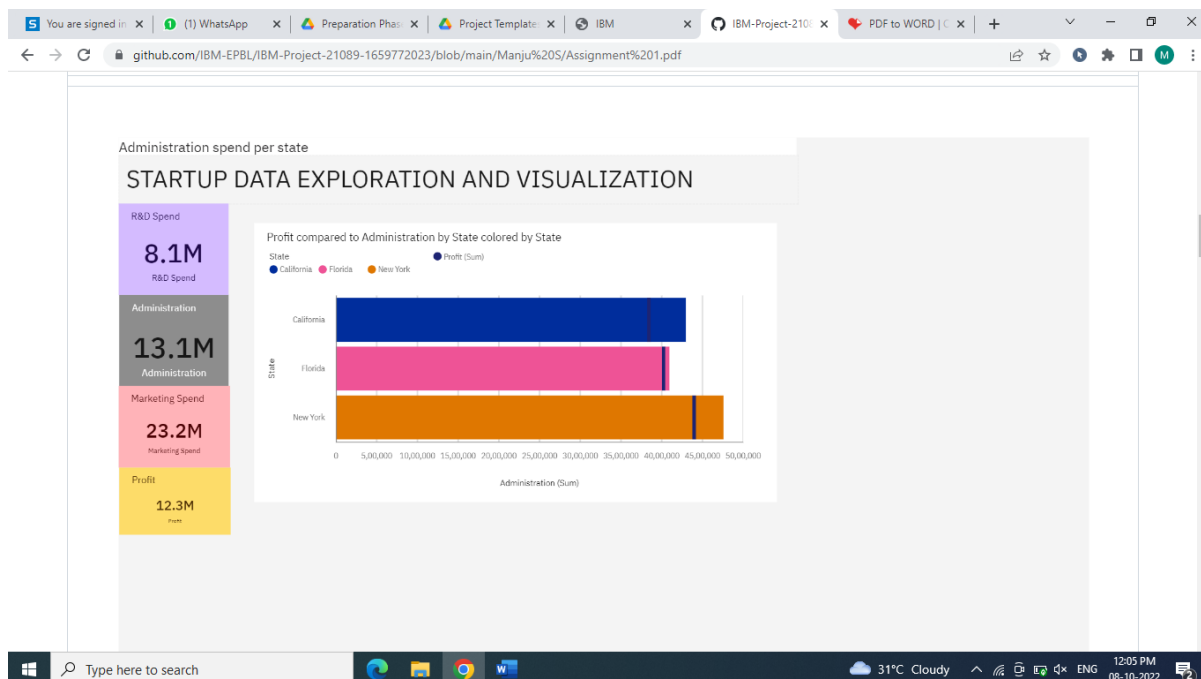 You are signed in
(1) WhatsApp
Preparation Phas
Project Template
IBM
IBM-Project-210
PDF to WORD | C
github.com/IBM-EPBL/IBM-Project-21089-1659772023/blob/main/Manju%20S/Assignment%201.pdf
M
Administration spend per state
STARTUP DATA EXPLORATION AND VISUALIZATION
R&D Spend
8.1M
R&D Spend
Administration
13.1M
Administration
Marketing Spend
23.2M
Marketing Spend
Profit
12.3M
Profit
Profit compared to Administration by State colored by State
State
California Florida New York
Profit (Sum)
California
Florida
New York
State
0 5,00,000 10,00,000 15,00,000 20,00,000 25,00,000 30,00,000 35,00,000 40,00,000 45,00,000 50,00,000
Administration (Sum)
Type here to search
31°C Cloudy
ENG
12:05 PM
08-10-2022
2